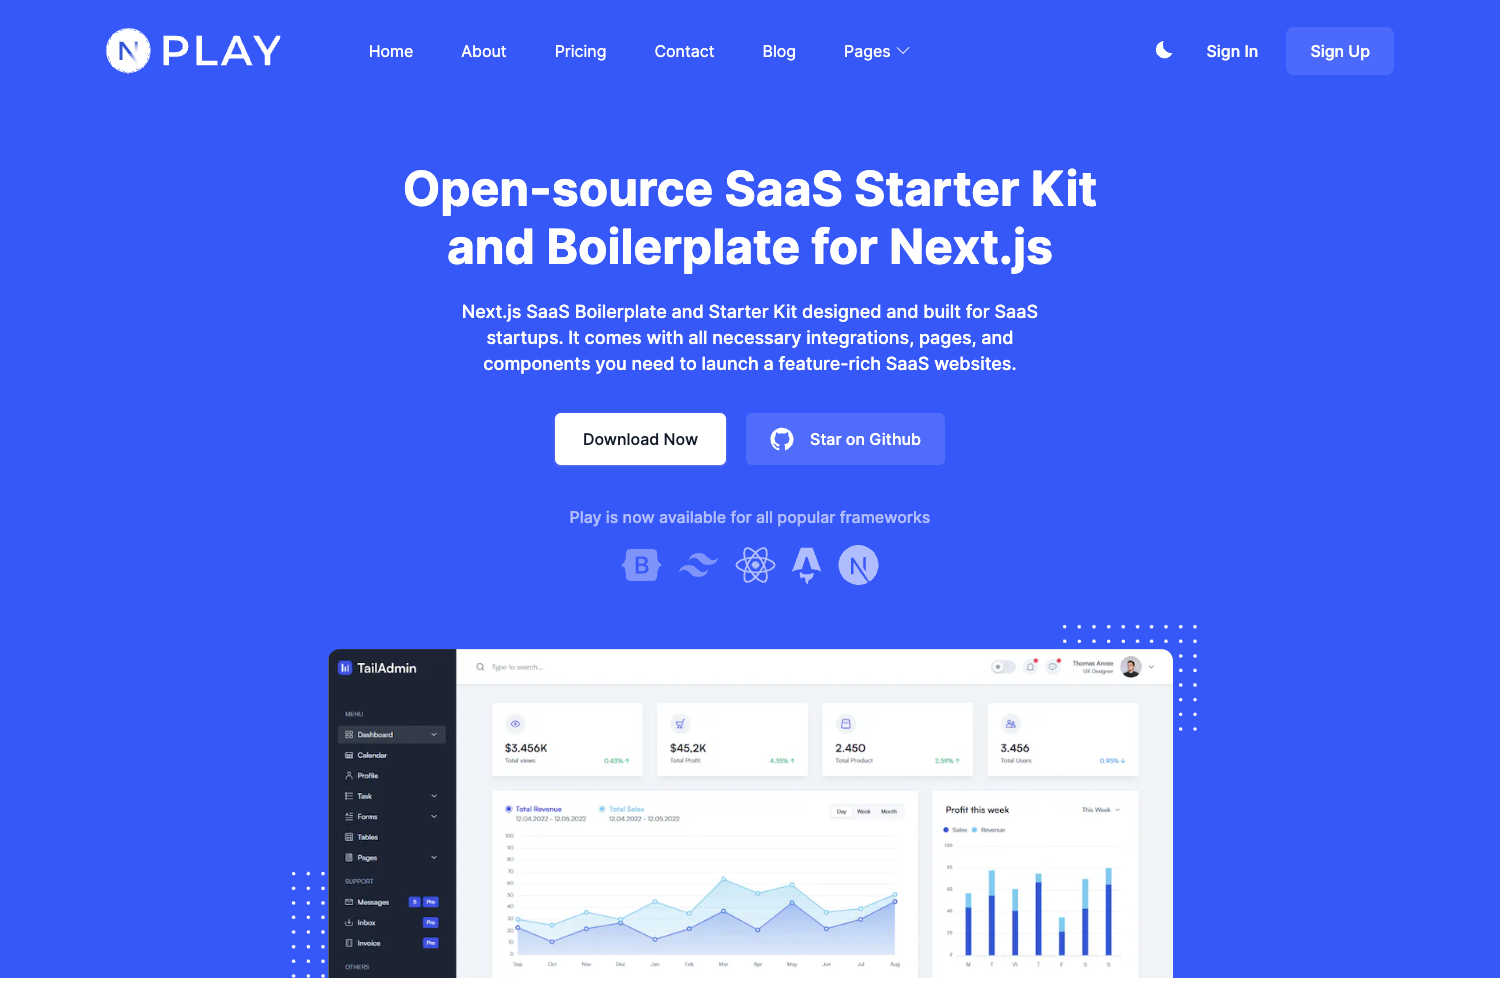 N PLAY
Home About Pricing Contact Blog Pages
Sign In Sign Up
Open-source SaaS Starter Kit
and Boilerplate for Next.js
Next.js SaaS Boilerplate and Starter Kit designed and built for SaaS
startups. It comes with all necessary integrations, pages, and
components you need to launch a feature-rich SaaS websites.
Download Now
Star on Github
Play is now available for all popular frameworks
B N
TailAdmin
Type to search...
Thomas Anree
UX Designer
MENU
Dashboard
Calendar
Profile
Task
Forms
Tables
Pages
SUPPORT
Messages 5 Pro
Inbox Pro
Invoice Pro
OTHERS
$3.456K
Total views 0.43%
$45,2K
Total Profit 4.35%
2.450
Total Product 2.59%
3.456
Total Users 0.95%
Total Revenue
12.04.2022 - 12.05.2022
Total Sales
12.04.2022 - 12.05.2022
Day Week Month
100
90
80
70
60
50
40
30
20
10
0
Sep Oct Nov Dec Jan Feb Mar Apr May Jun Jul Aug
Profit this week
This Week
Sales Revenue
100
80
60
40
20
0
M T W T F S S